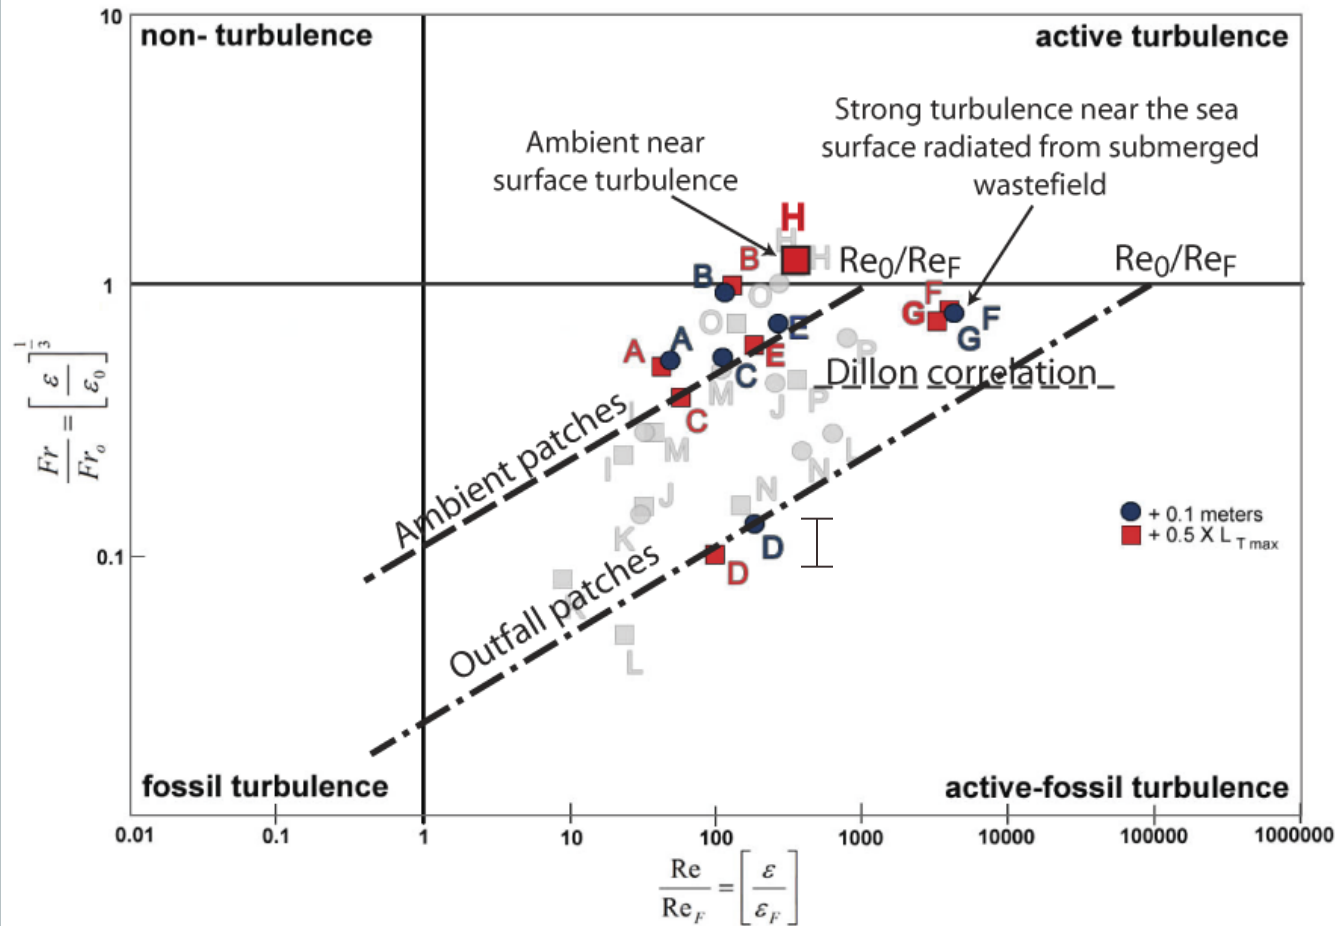 10
non- turbulence
active turbulence
Strong turbulence near the sea
surface radiated from submerged
wastefield
Ambient near
surface turbulence
H
H
H
B
B
Re0/ReF
Re0/ReF
1
O
F
G
F
G
O
E
E
A
A
P
C
Dillon correlation
M
J
P
C
I
M
I
L
N
Ambient patches
J
N
K
D
+ 0.1 meters
+ 0.5 X L T max
0.1
D
K
Outfall patches
L
Fr/Fro = [ε/ε0]^1/3
fossil turbulence
active-fossil turbulence
0.01 0.1 1 10 100 1000 10000 100000 1000000
Re/ReF = [ε/εF]